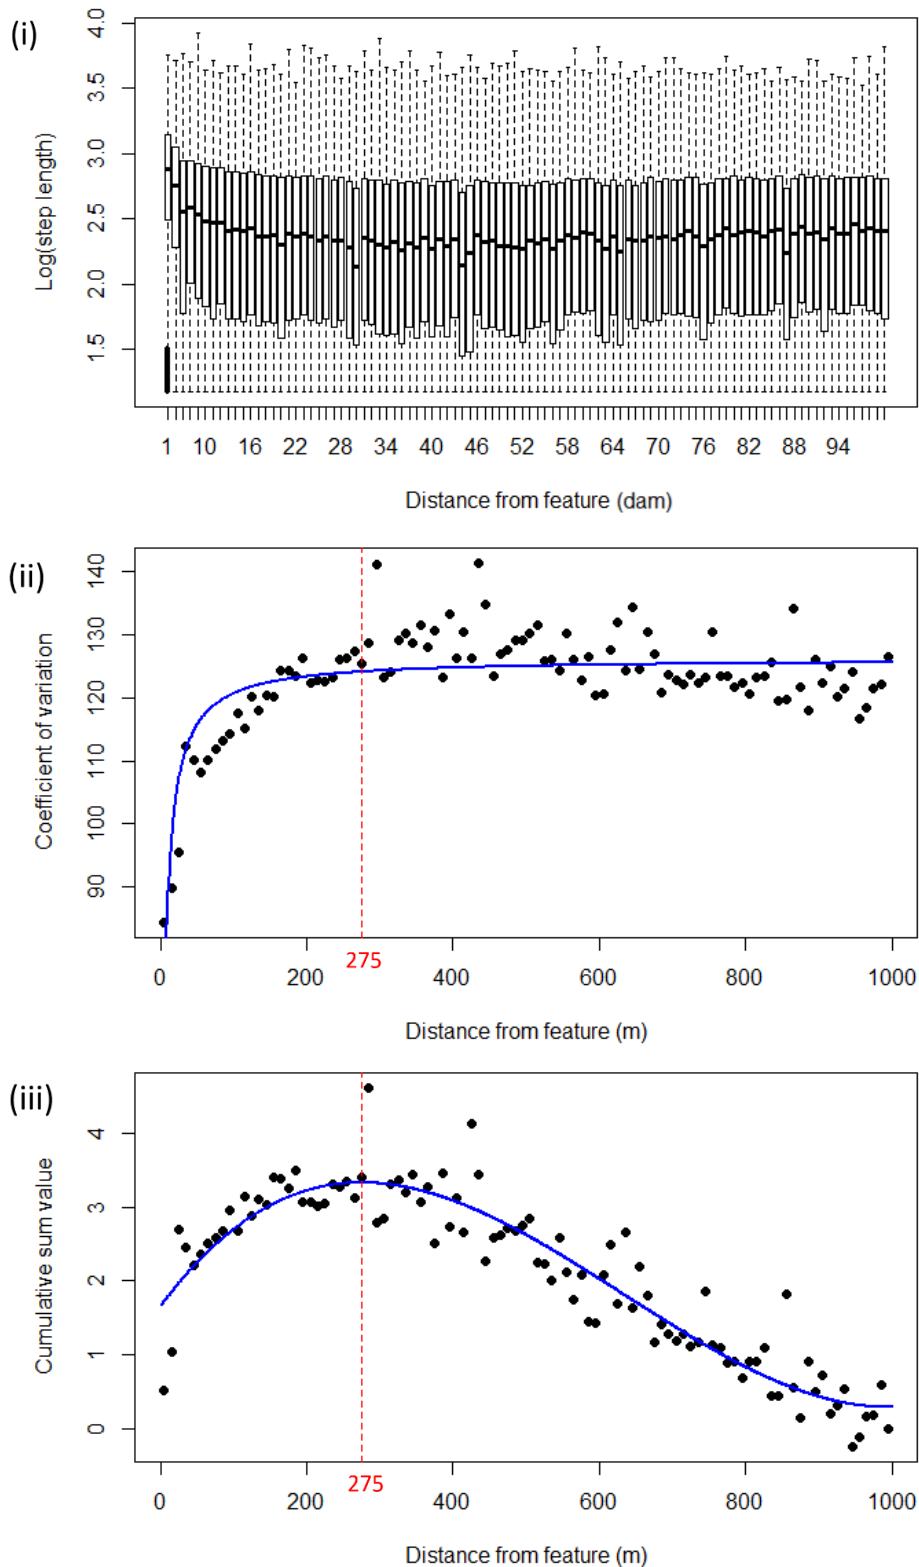 (i)
4.0
3.5
3.0
2.5
2.0
1.5
Log(step length)
1 10 16 22 28 34 40 46 52 58 64 70 76 82 88 94
Distance from feature (dam)
(ii)
140
130
120
110
100
90
Coefficient of variation
0 200 400 600 800 1000
275
Distance from feature (m)
(iii)
4
3
2
1
0
Cumulative sum value
0 200 400 600 800 1000
275
Distance from feature (m)